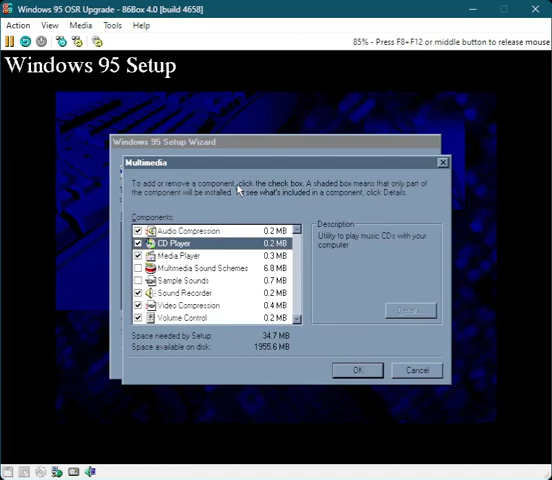 Windows 95 OSR Upgrade - 86Box 4.0 [build 4658]
Action View Media Tools Help
85% - Press F8+F12 or middle button to release mouse
Windows 95 Setup
Windows 95 Setup Wizard
Multimedia
To add or remove a component, click the check box. A shaded box means that only part of
the component will be installed. To see what's included in a component, click Details.
Components:
Audio Compression 0.2 MB
CD Player 0.2 MB
Media Player 0.3 MB
Multimedia Sound Schemes 6.8 MB
Sample Sounds 0.7 MB
Sound Recorder 0.2 MB
Video Compression 0.4 MB
Volume Control 0.2 MB
Description
Utility to play music CDs with your
computer
Details...
Space needed by Setup: 34.7 MB
Space available on disk: 1955.6 MB
OK Cancel